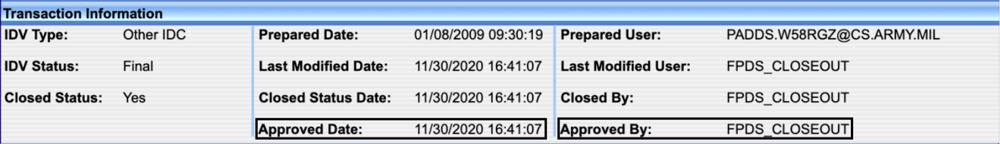 Transaction Information
IDV Type: Other IDC Prepared Date: 01/08/2009 09:30:19 Prepared User: PADDS.W58RGZ@CS.ARMY.MIL
IDV Status: Final Last Modified Date: 11/30/2020 16:41:07 Last Modified User: FPDS_CLOSEOUT
Closed Status: Yes Closed Status Date: 11/30/2020 16:41:07 Closed By: FPDS_CLOSEOUT
Approved Date: 11/30/2020 16:41:07 Approved By: FPDS_CLOSEOUT